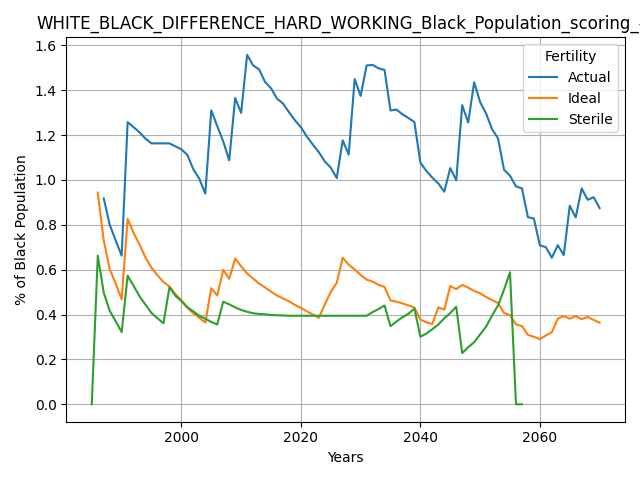 WHITE_BLACK_DIFFERENCE_HARD_WORKING_Black_Population_scoring_
Fertility
Actual
Ideal
Sterile
% of Black Population
1.6
1.4
1.2
1.0
0.8
0.6
0.4
0.2
0.0
2000
2020
2040
2060
Years